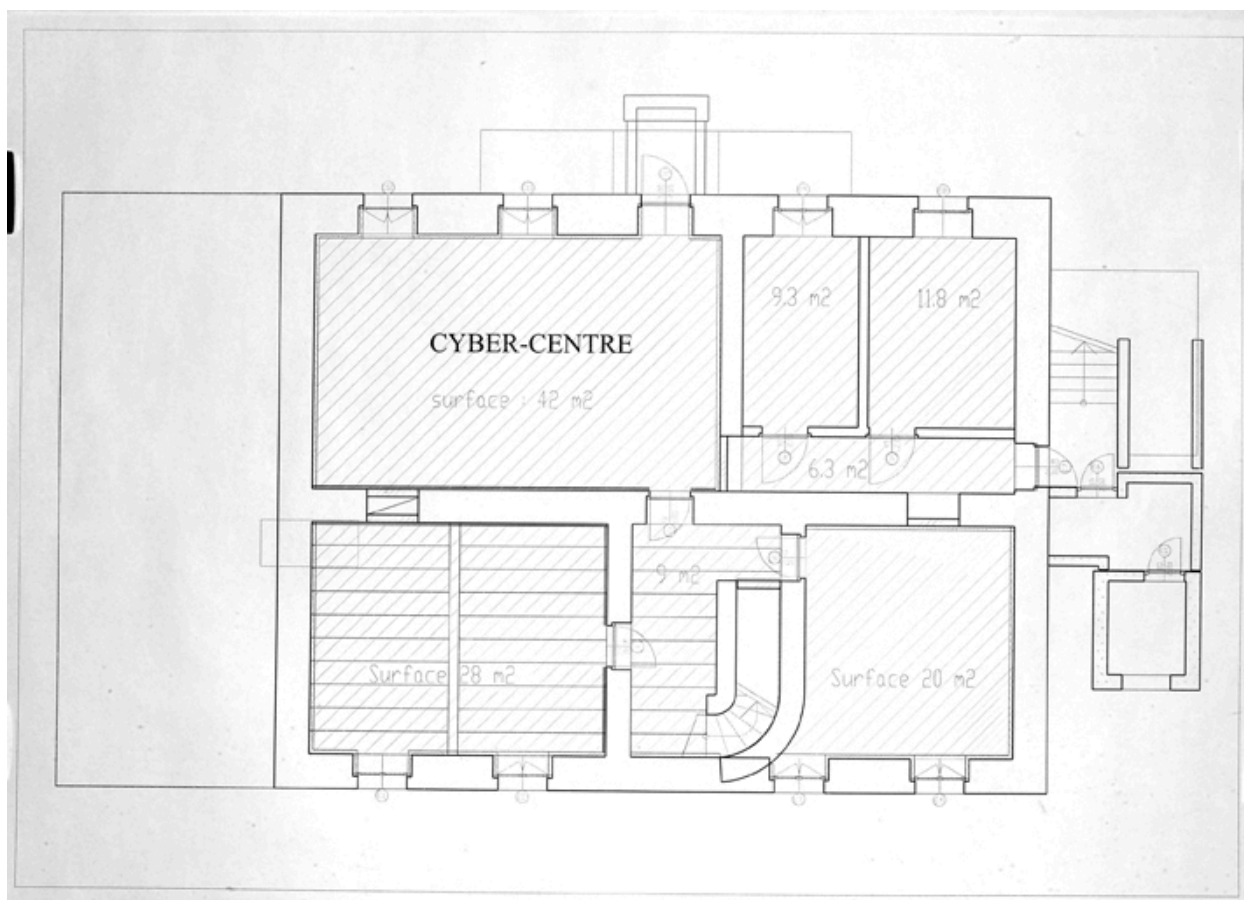 9.3 m2
11.8 m2
CYBER-CENTRE
surface : 42 m2
6.3 m2
9 m2
Surface 28 m2
Surface 20 m2